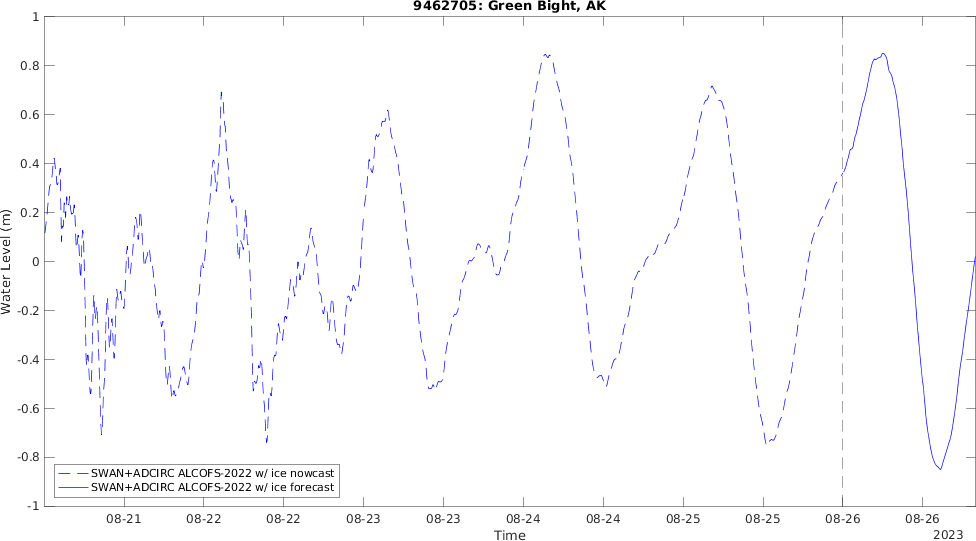 9462705: Green Bight, AK
1
0.8
0.6
0.4
0.2
0
-0.2
-0.4
-0.6
-0.8
-1
Water Level (m)
SWAN+ADCIRC ALCOFS-2022 w/ ice nowcast
SWAN+ADCIRC ALCOFS-2022 w/ ice forecast
08-21 08-22 08-22 08-23 08-23 08-24 08-24 08-25 08-25 08-26 08-26
Time
2023